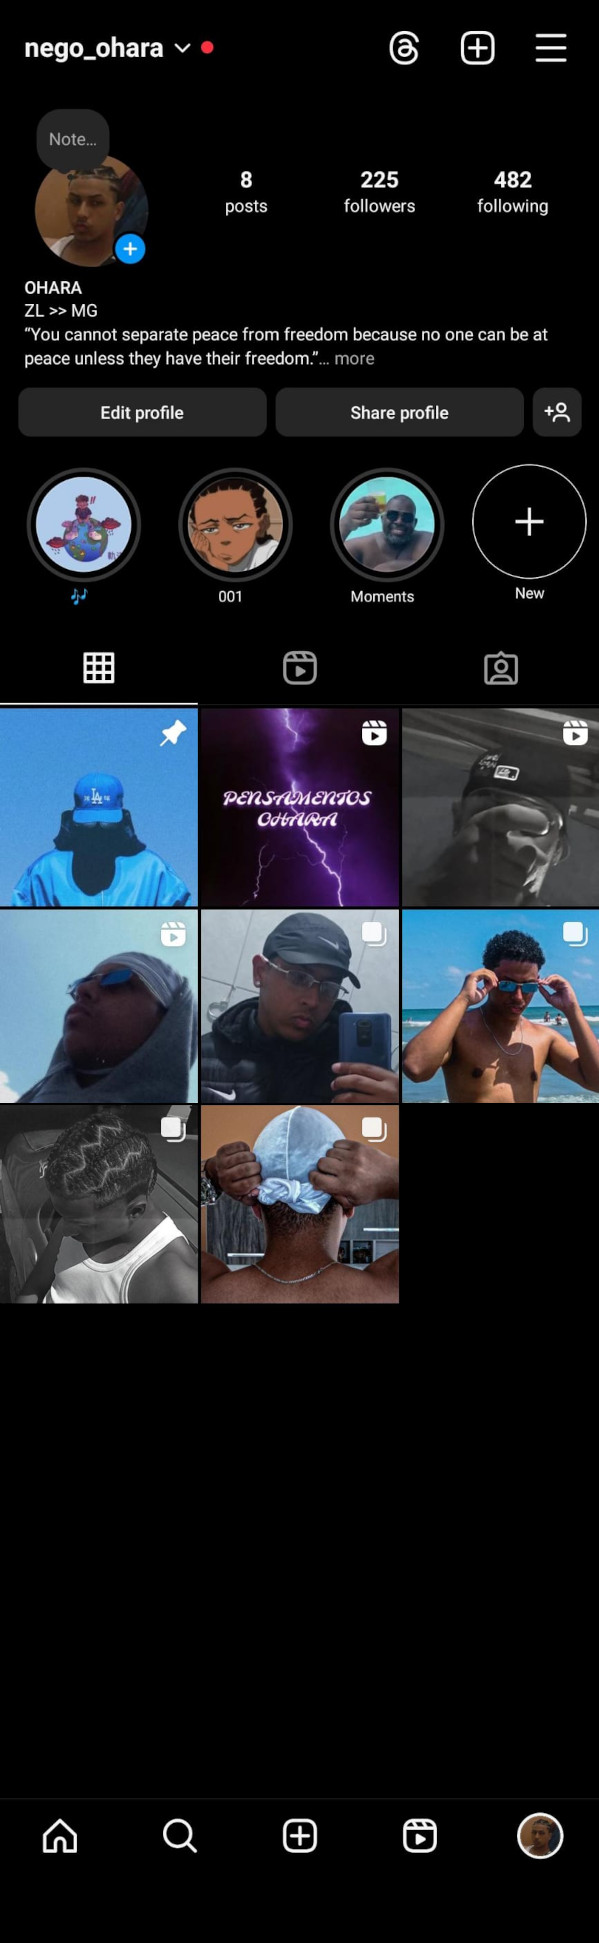 nego_ohara
Note...
8
posts
225
followers
482
following
OHARA
ZL >> MG
“You cannot separate peace from freedom because no one can be at
peace unless they have their freedom.”... more
Edit profile
Share profile
001
Moments
New
LA
PENSAMENTOS
OHARA